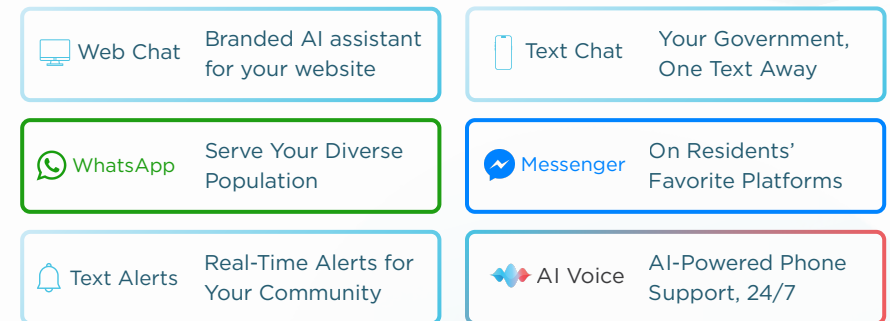 Web Chat
Branded AI assistant
for your website
Text Chat
Your Government,
One Text Away
WhatsApp
Serve Your Diverse
Population
Messenger
On Residents’
Favorite Platforms
Text Alerts
Real-Time Alerts for
Your Community
AI Voice
AI-Powered Phone
Support, 24/7